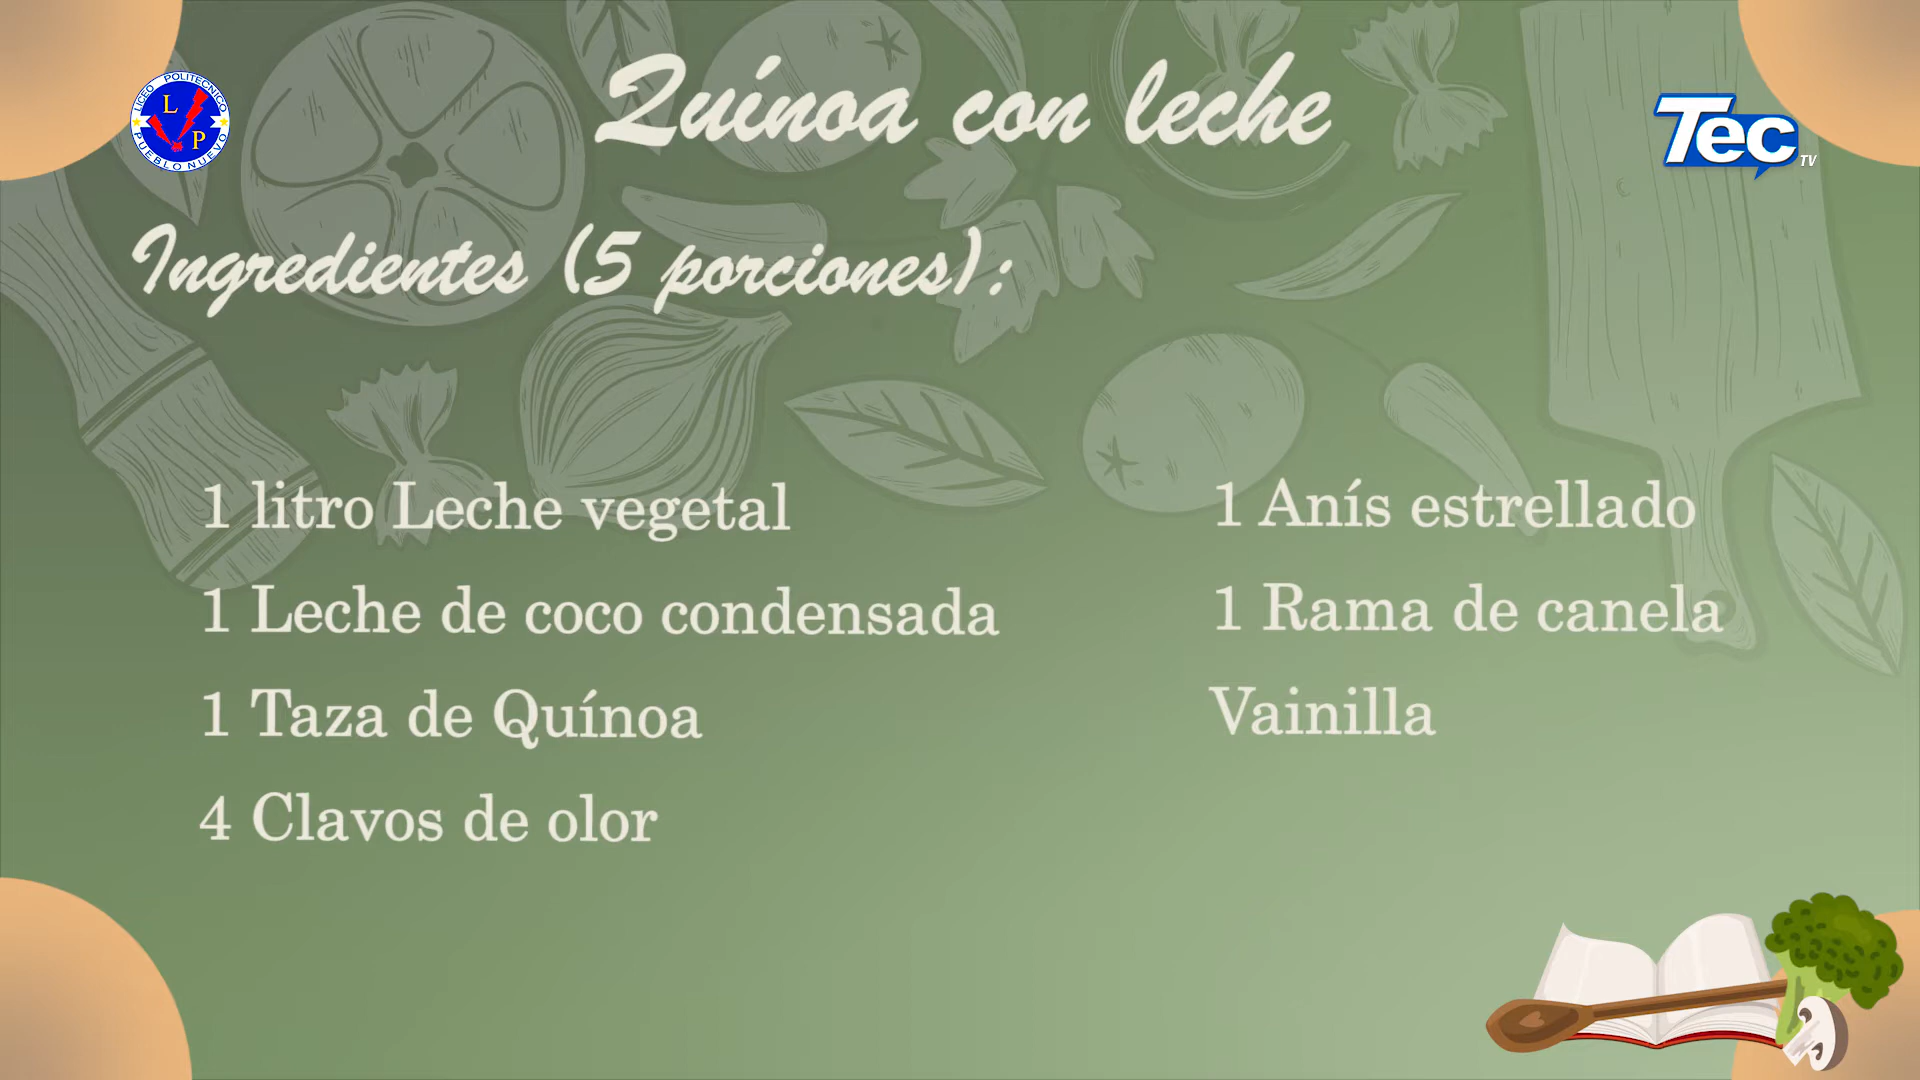 Quínoa con leche
LICEO POLITECNICO
L P
PUEBLO NUEVO
Tec TV
Ingredientes (5 porciones):
1 litro Leche vegetal
1 Leche de coco condensada
1 Taza de Quínoa
4 Clavos de olor
1 Anís estrellado
1 Rama de canela
Vainilla